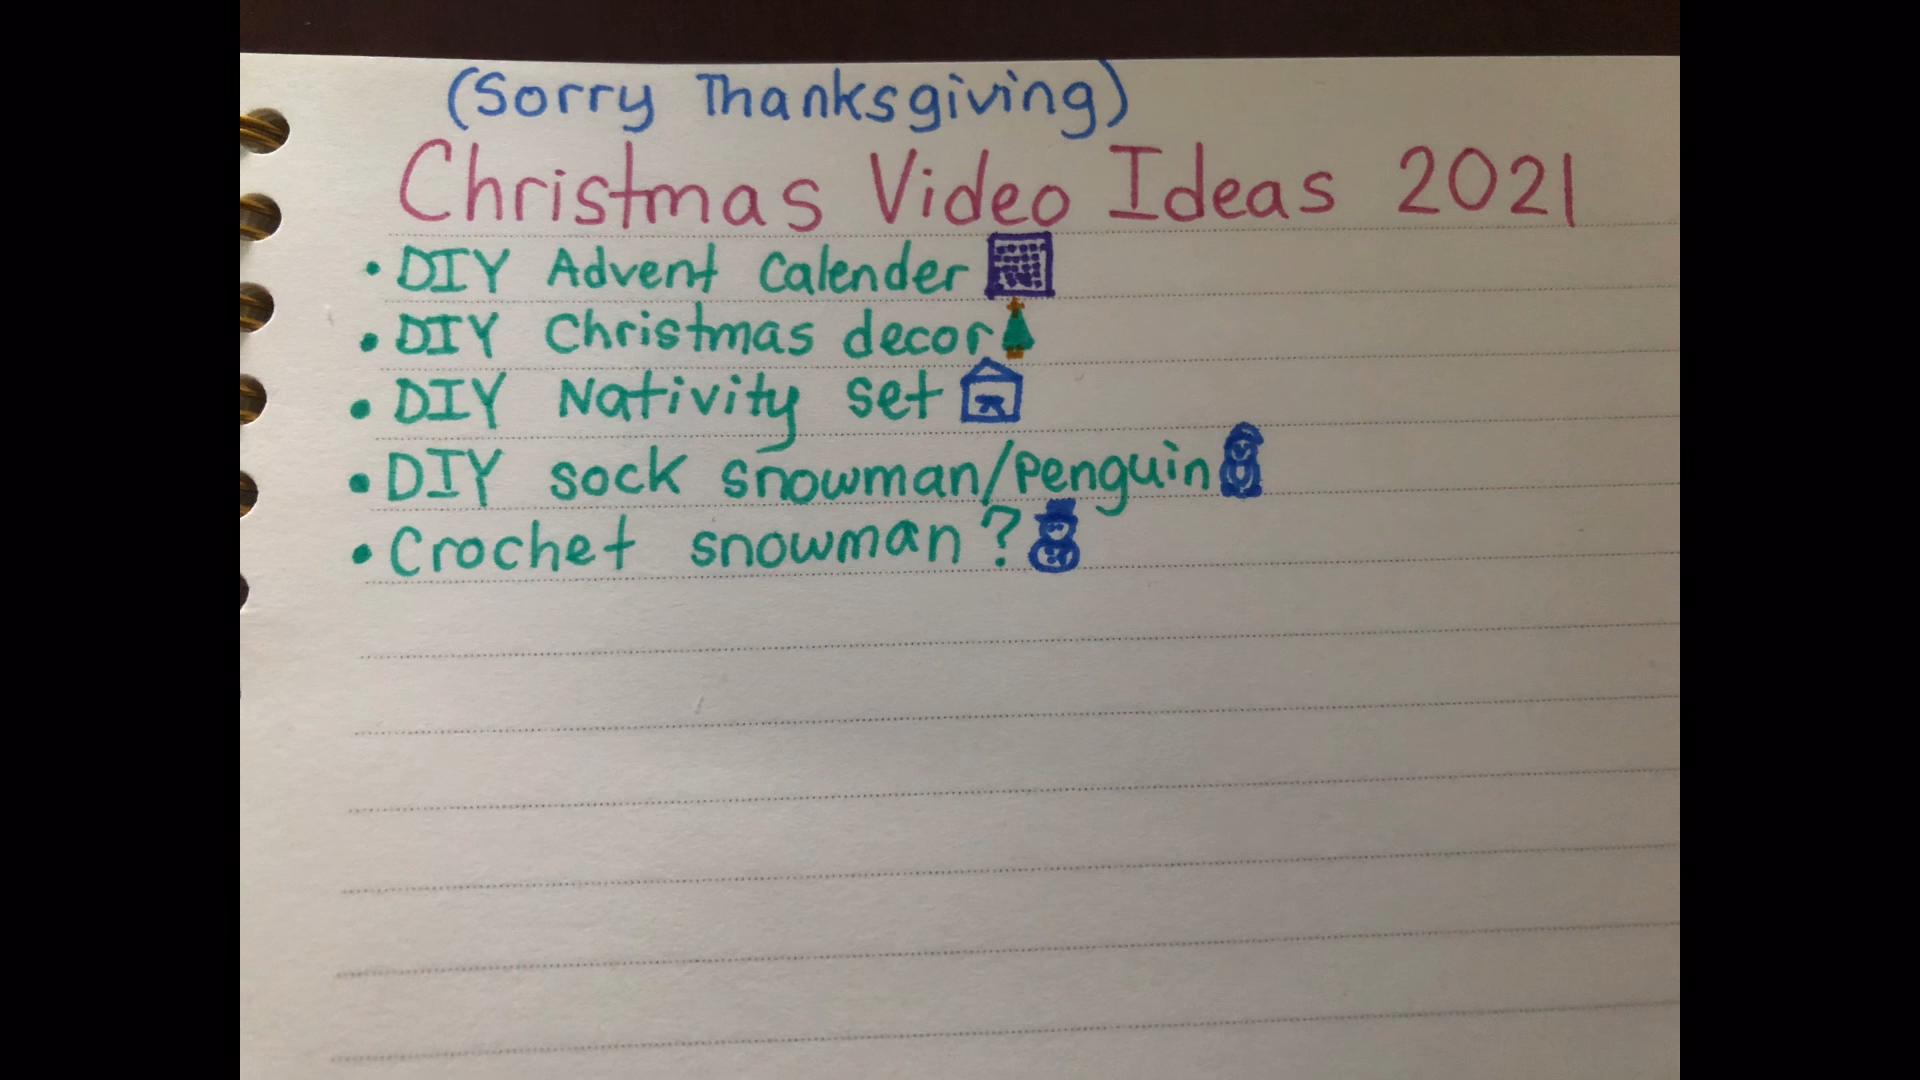 (Sorry Thanksgiving)
Christmas Video Ideas 2021
• DIY Advent Calender
• DIY Christmas decor
• DIY Nativity set
• DIY sock snowman/penguin
• Crochet snowman?